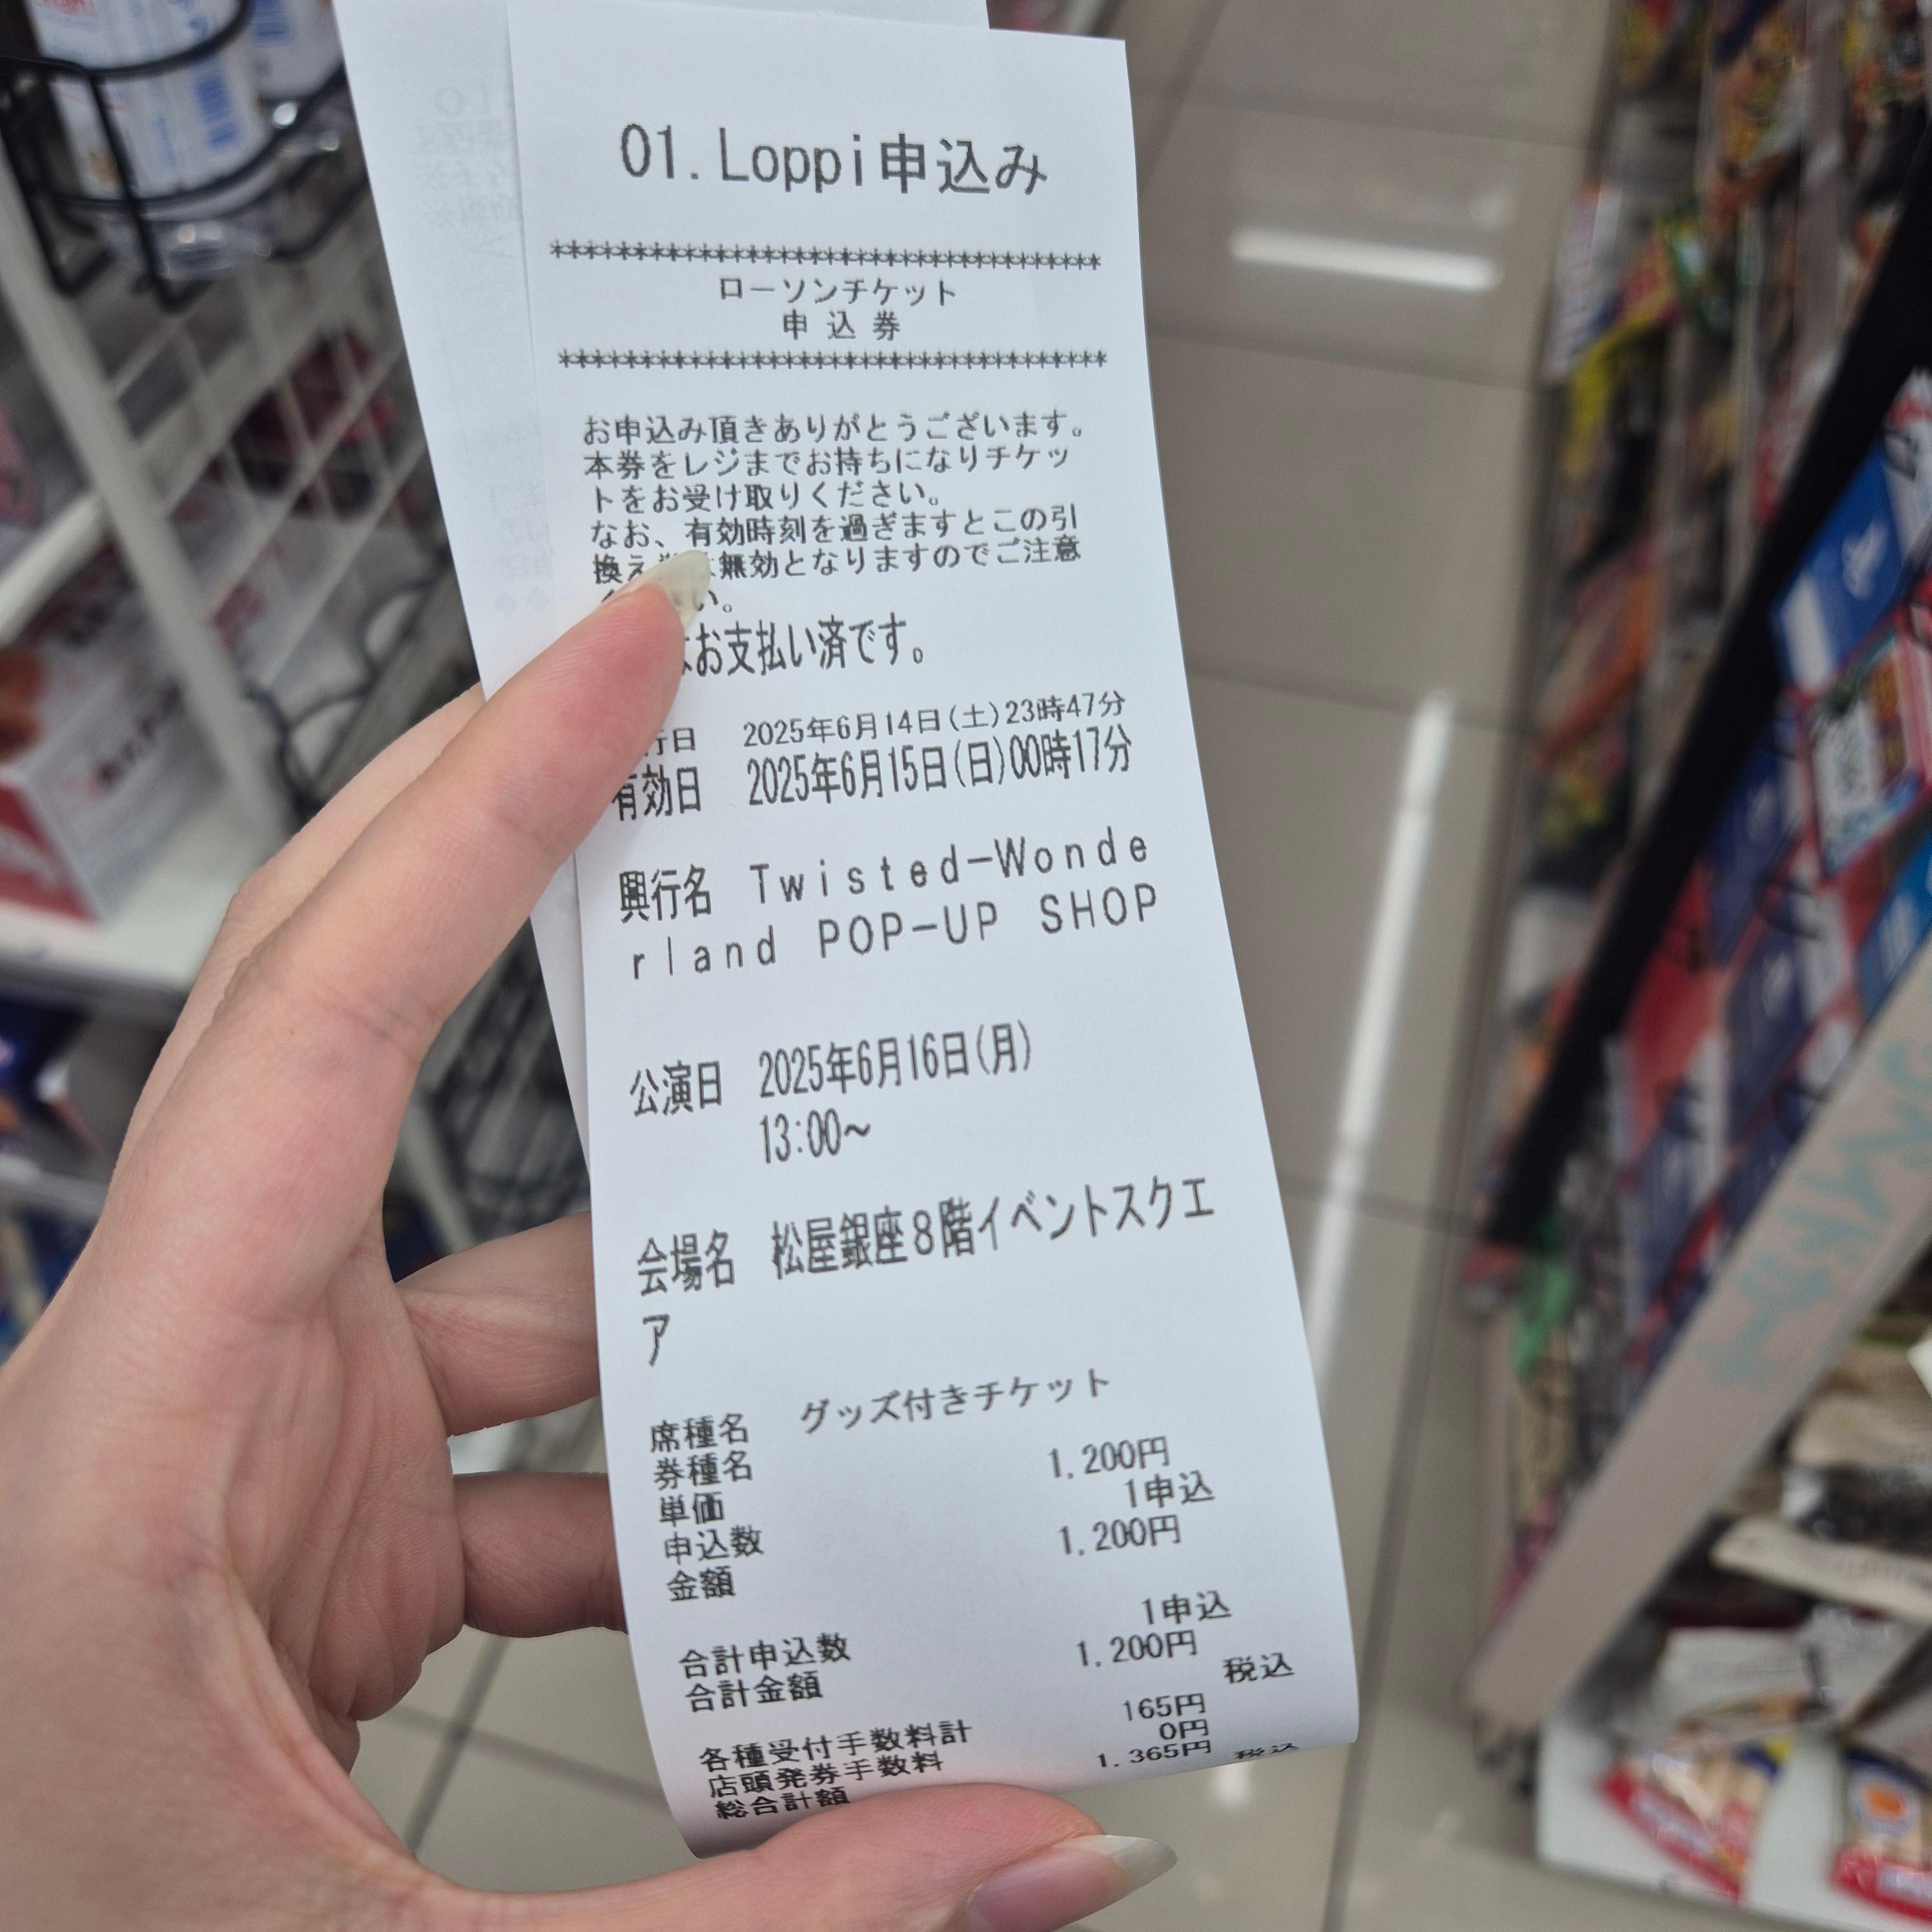 01.Loppi申込み
***********************************
ローソンチケット
申 込 券
***********************************
お申込み頂きありがとうございます。
本券をレジまでお持ちになりチケッ
トをお受け取りください。
なお、有効時刻を過ぎますとこの引
換え 無効となりますのでご注意
い。
お支払い済です。
行日 2025年6月14日(土)23時47分
有効日 2025年6月15日(日)00時17分
興行名 Twisted-Wonde
rland POP-UP SHOP
公演日 2025年6月16日(月)
13:00~
会場名 松屋銀座8階イベントスクエ
ア
席種名 グッズ付きチケット
券種名
単価 1,200円
申込数 1申込
金額 1,200円
合計申込数 1申込
合計金額 1,200円
税込
各種受付手数料計 165円
店頭発券手数料 0円
総合計額 1,365円 税込